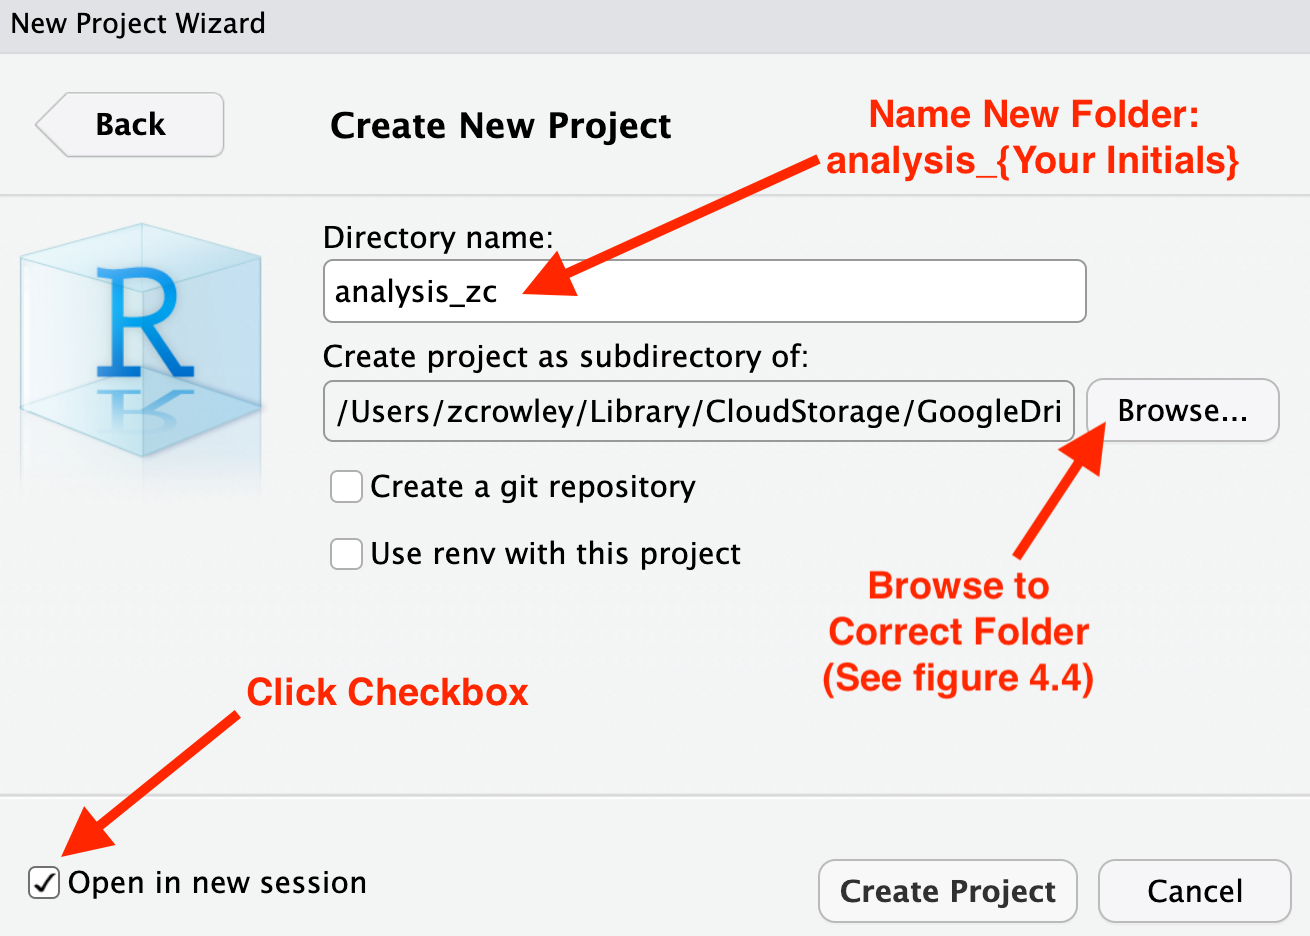 New Project Wizard
Back
Create New Project
Name New Folder:
analysis_{Your Initials}
R
Directory name:
analysis_zc
Create project as subdirectory of:
/Users/zcrowley/Library/CloudStorage/GoogleDri
Browse...
Create a git repository
Use renv with this project
Browse to
Correct Folder
(See figure 4.4)
Click Checkbox
Open in new session
Create Project
Cancel